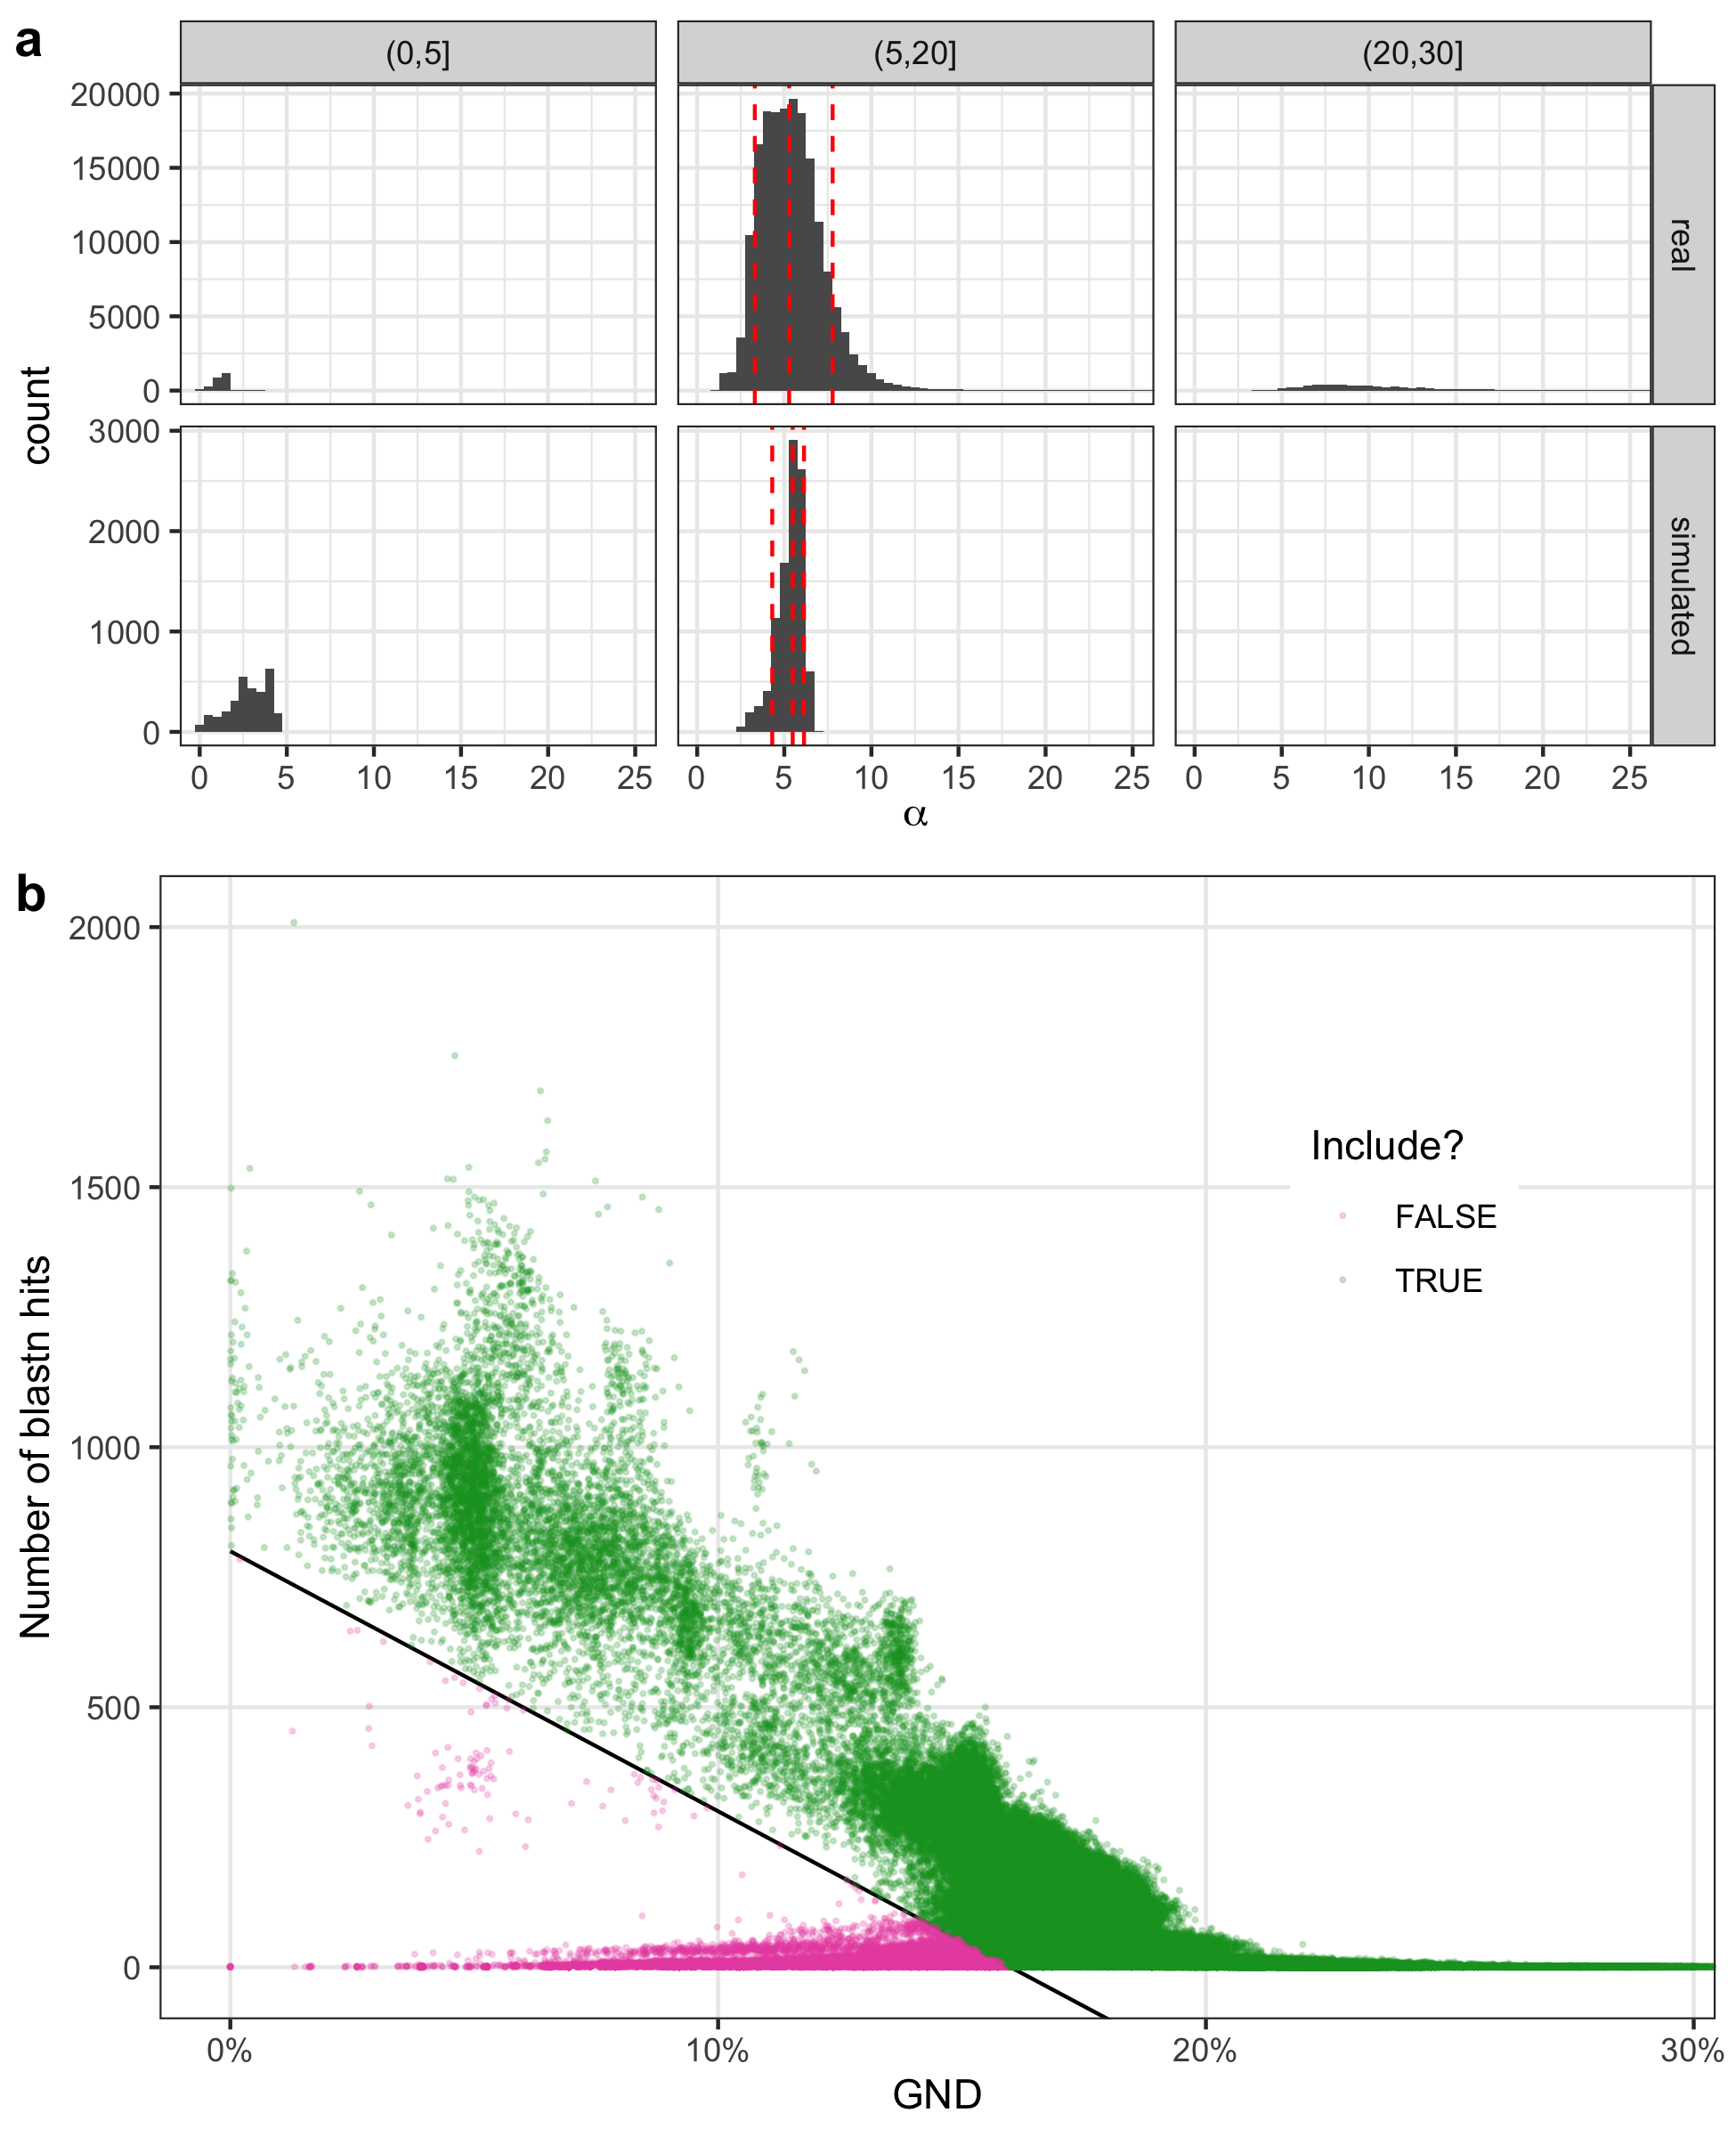 a
(0,5] (5,20] (20,30]
20000
15000
10000
5000
0
real
count
3000
2000
1000
0
simulated
0 5 10 15 20 25 0 5 10 15 20 25 0 5 10 15 20 25
α
b
2000
1500
1000
500
0
Number of blastn hits
Include?
FALSE
TRUE
0% 10% 20% 30%
GND